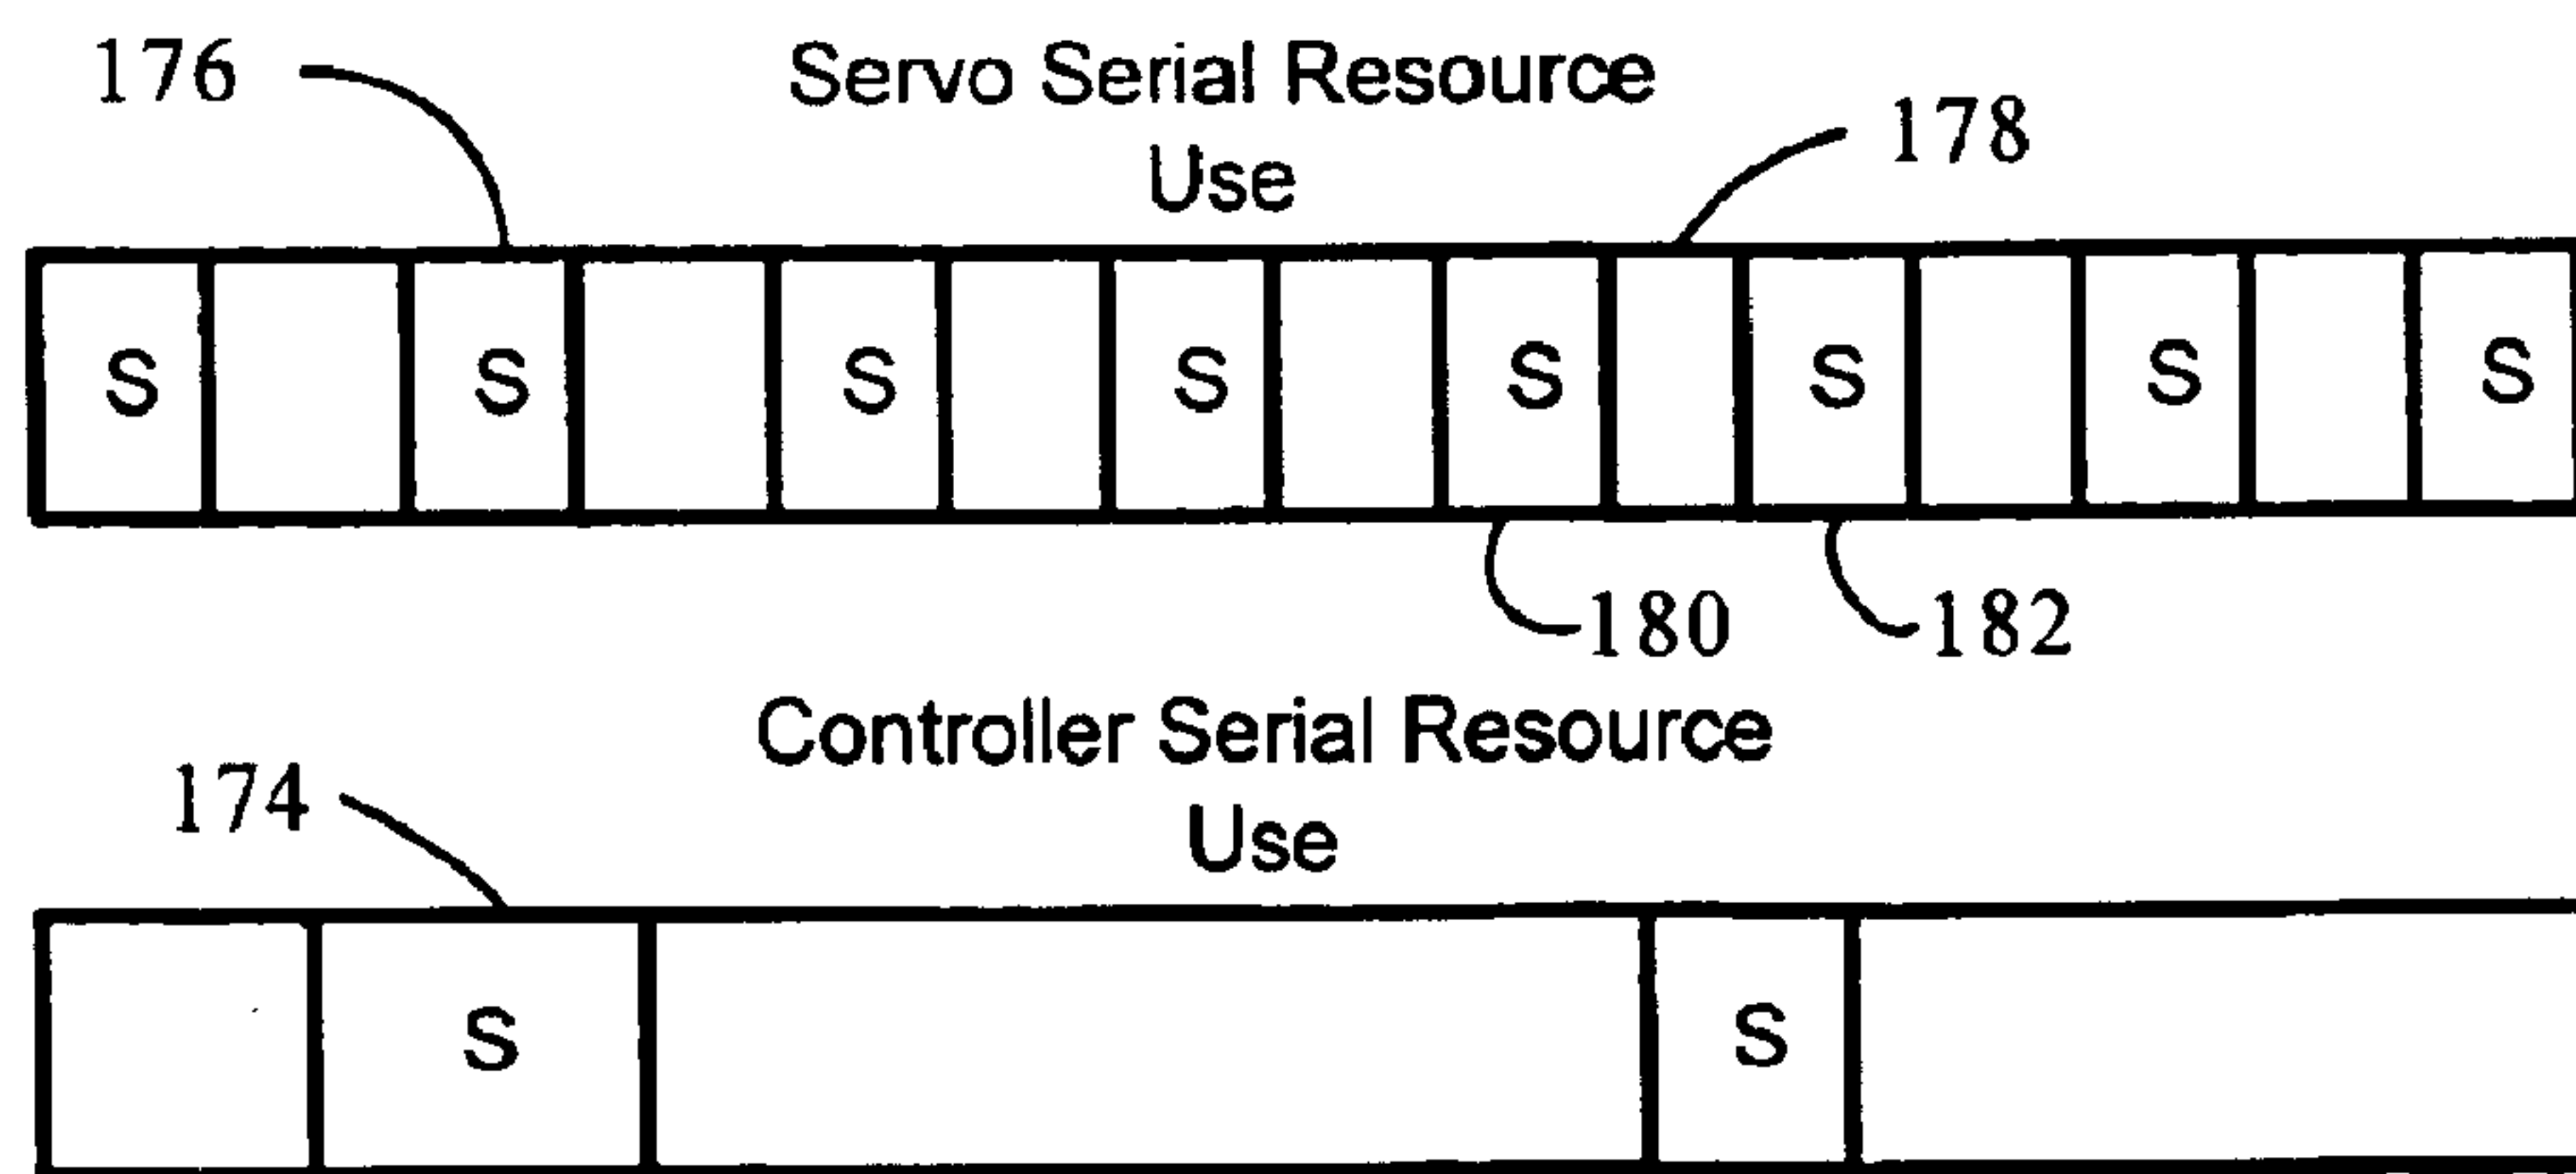 176
Servo Serial Resource
Use
178
S S S S S S S S
180 182
Controller Serial Resource
Use
174
S S